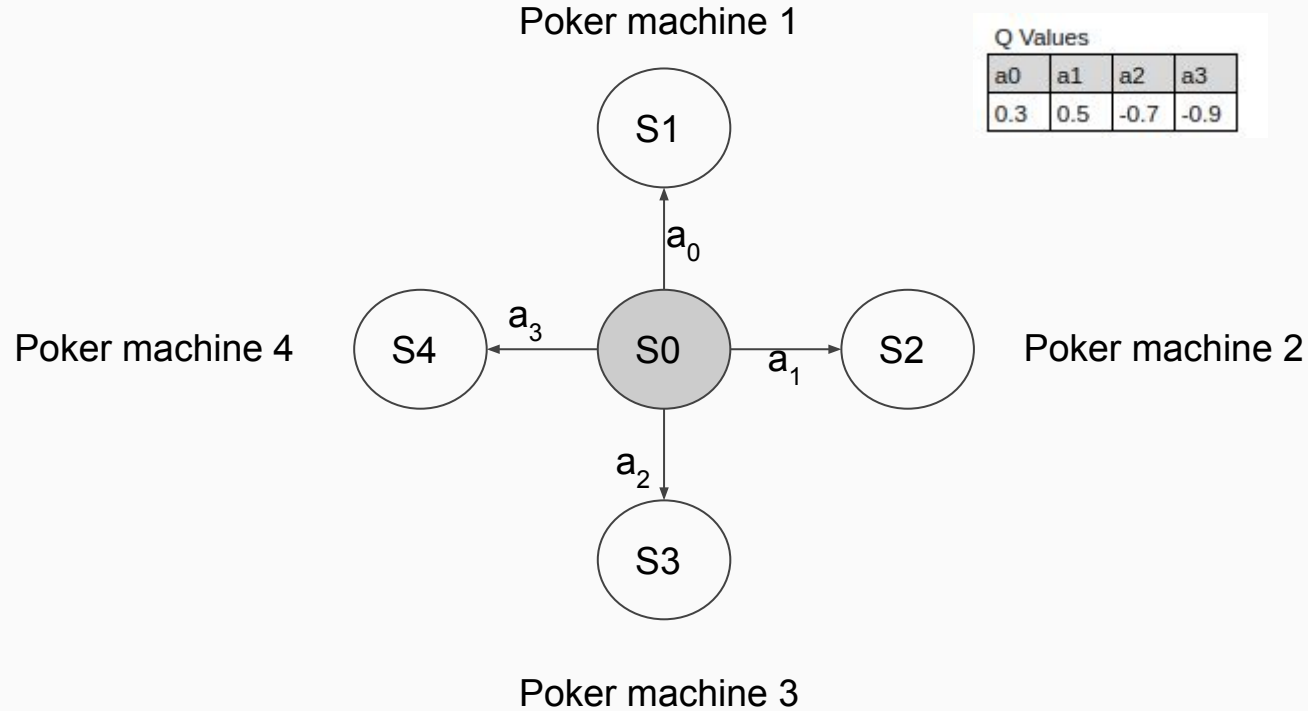 Poker machine 1
Q Values
a0 a1 a2 a3
0.3 0.5 -0.7 -0.9
S1
a0
Poker machine 4
S4
a3
S0
a1
S2
Poker machine 2
a2
S3
Poker machine 3